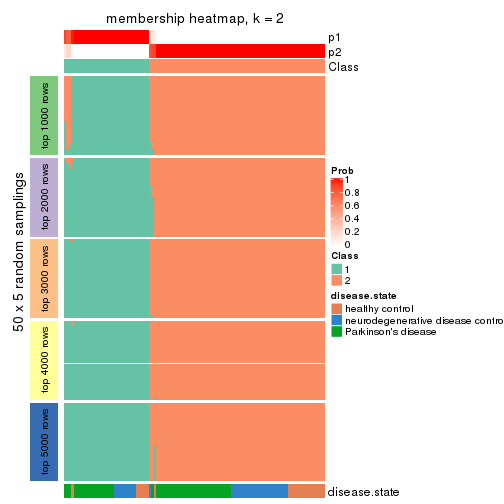 membership heatmap, k = 2
p1
p2
Class
50 x 5 random samplings
top 1000 rows
top 2000 rows
top 3000 rows
top 4000 rows
top 5000 rows
disease.state
Prob
1
0.8
0.6
0.4
0.2
0
Class
1
2
disease.state
healthy control
neurodegenerative disease contro
Parkinson's disease